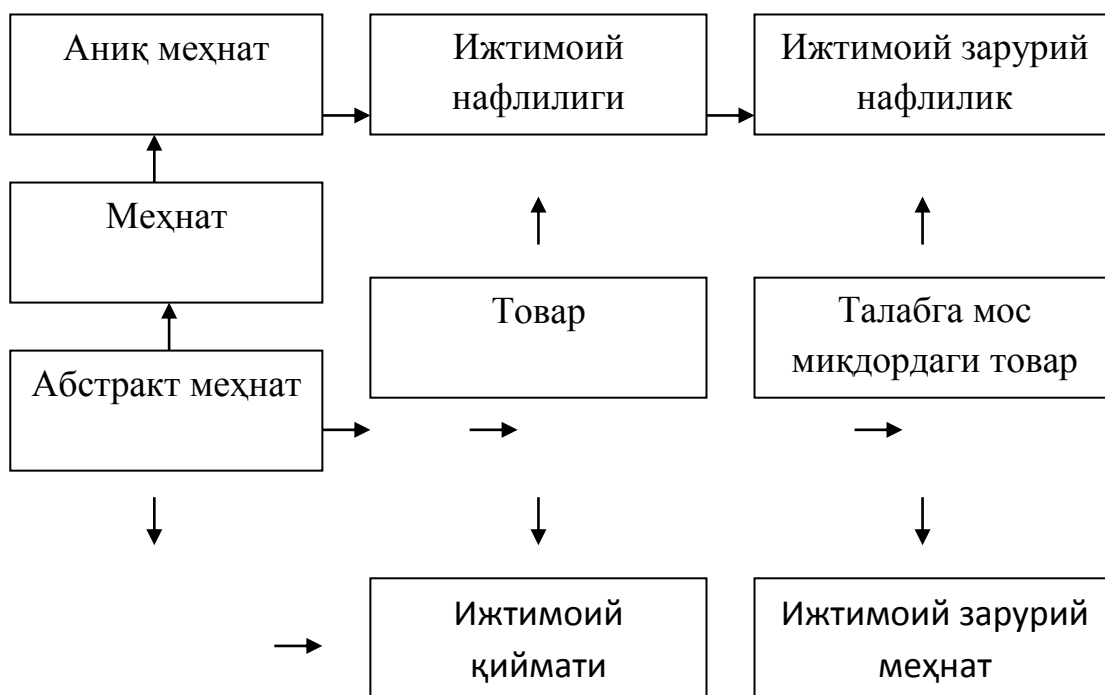 Аниқ меҳнат
Ижтимоий
нафлилиги
Ижтимоий зарурий
нафлилик
Меҳнат
Товар
Талабга мос
миқдордаги товар
Абстракт меҳнат
Ижтимоий
қиймати
Ижтимоий зарурий
меҳнат